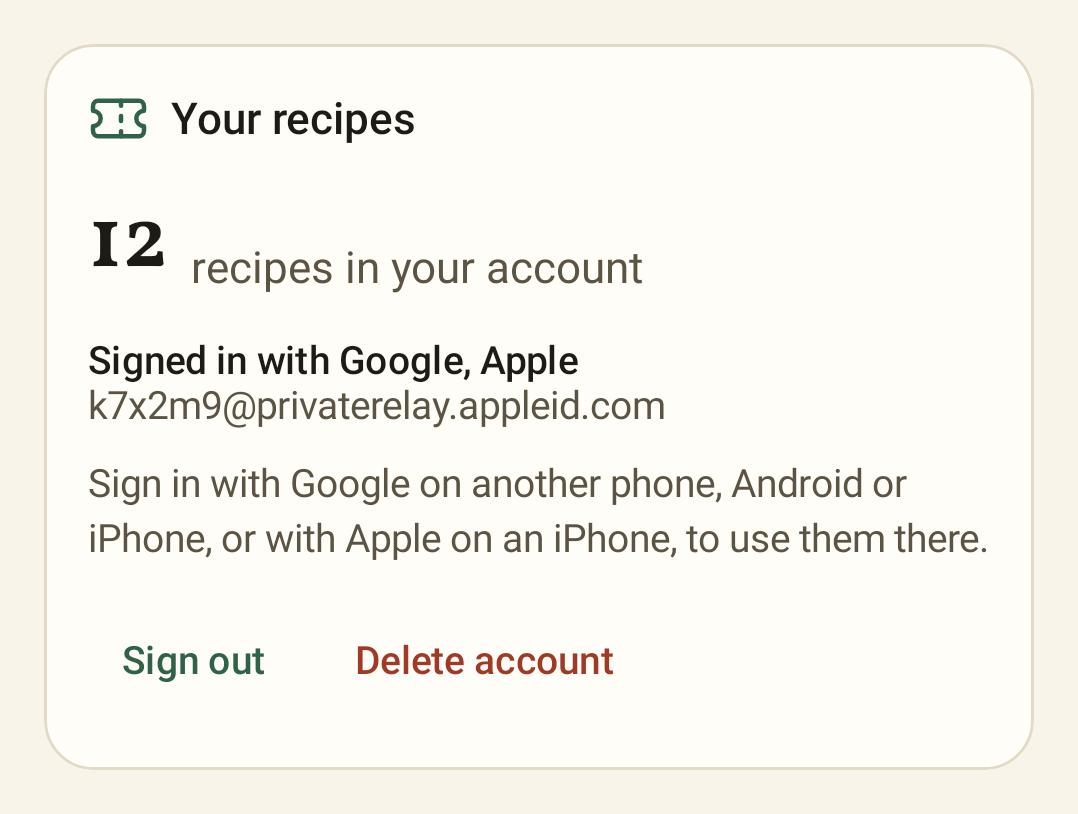 Your recipes
12 recipes in your account
Signed in with Google, Apple
k7x2m9@privaterelay.appleid.com
Sign in with Google on another phone, Android or
iPhone, or with Apple on an iPhone, to use them there.
Sign out Delete account